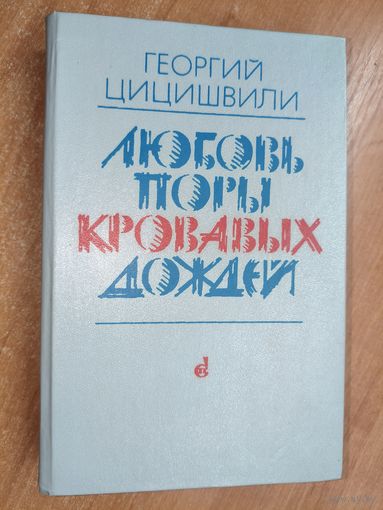 ГЕОРГИЙ
ЦИЦИШВИЛИ
ЛЮБОВЬ
ПОРЫ
КРОВАВЫХ
ДОЖДЕЙ